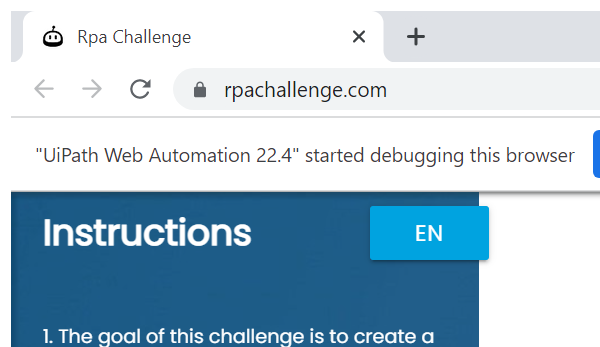 Rpa Challenge
rpachallenge.com
"UiPath Web Automation 22.4" started debugging this browser
Instructions
EN
1. The goal of this challenge is to create a